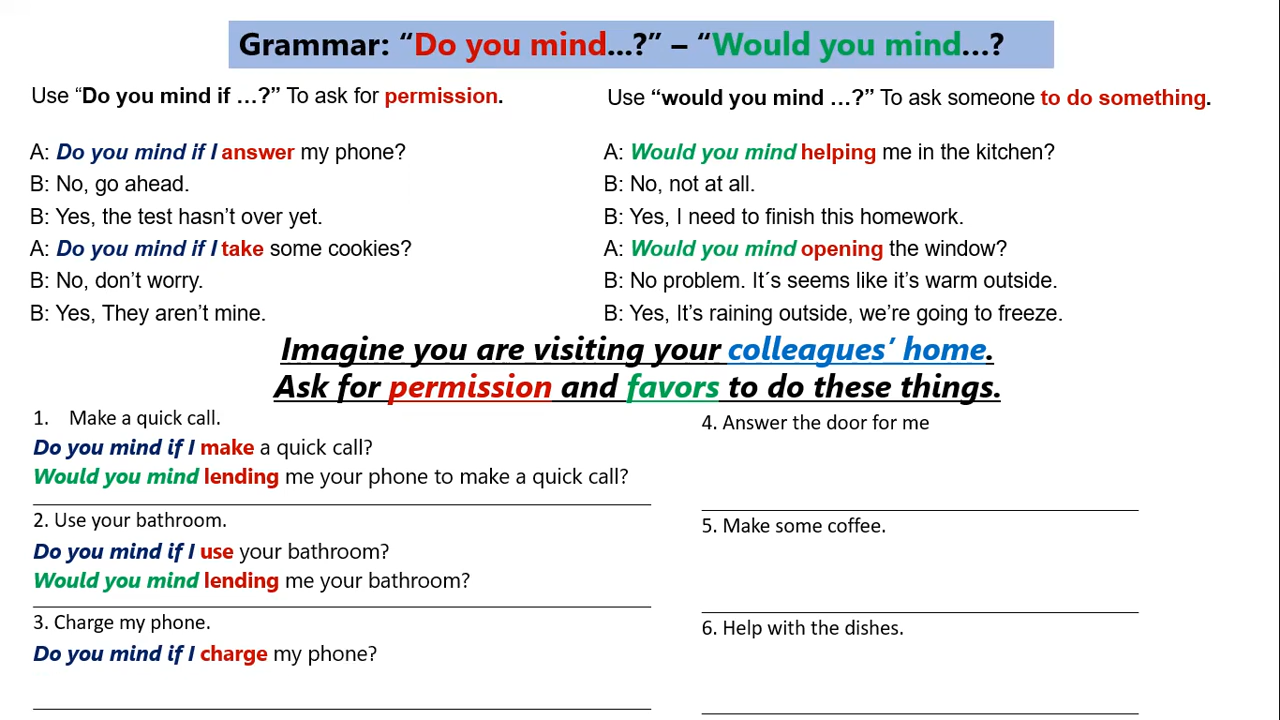 Grammar: “Do you mind...?” – “Would you mind...?
Use “Do you mind if …?” To ask for permission.
A: Do you mind if I answer my phone?
B: No, go ahead.
B: Yes, the test hasn’t over yet.
A: Do you mind if I take some cookies?
B: No, don’t worry.
B: Yes, They aren’t mine.
Use “would you mind …?” To ask someone to do something.
A: Would you mind helping me in the kitchen?
B: No, not at all.
B: Yes, I need to finish this homework.
A: Would you mind opening the window?
B: No problem. It´s seems like it’s warm outside.
B: Yes, It’s raining outside, we’re going to freeze.
Imagine you are visiting your colleagues’ home.
Ask for permission and favors to do these things.
1. Make a quick call.
Do you mind if I make a quick call?
Would you mind lending me your phone to make a quick call?
2. Use your bathroom.
Do you mind if I use your bathroom?
Would you mind lending me your bathroom?
3. Charge my phone.
Do you mind if I charge my phone?
4. Answer the door for me
5. Make some coffee.
6. Help with the dishes.